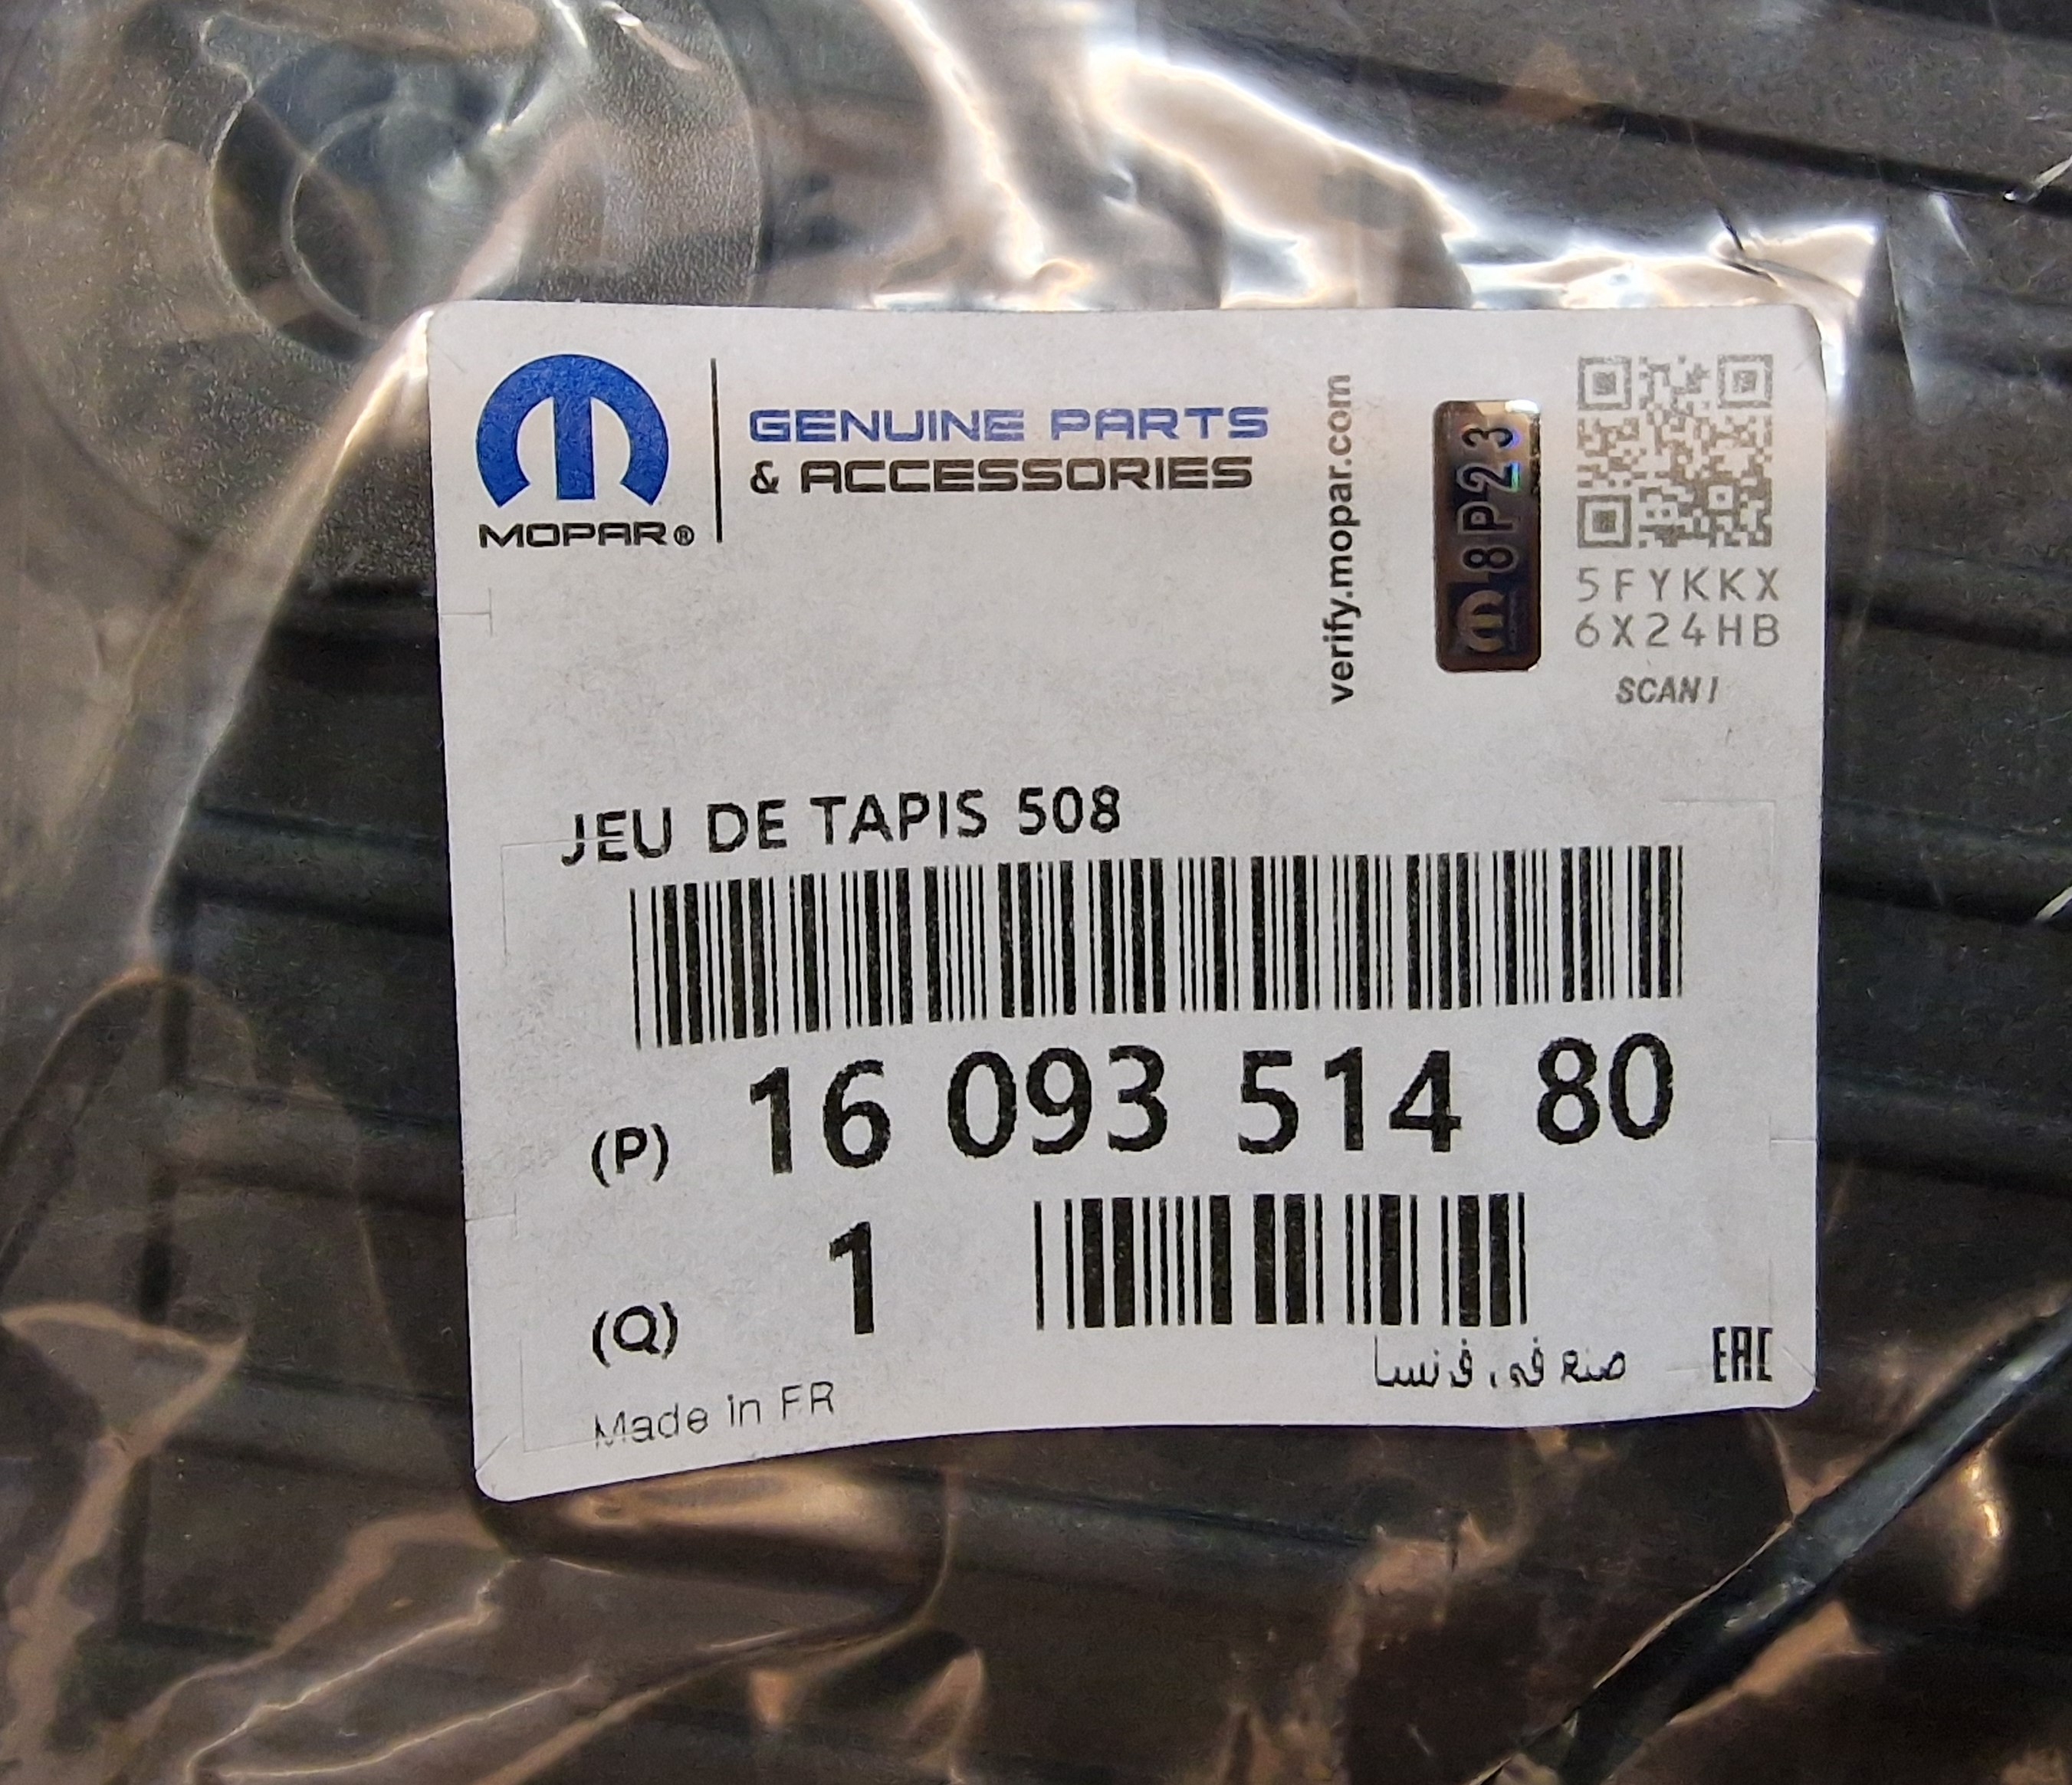 MOPAR®
GENUINE PARTS
& ACCESSORIES
verify.mopar.com
8P23
5FYKKX
6X24HB
SCAN!
JEU DE TAPIS 508
(P) 16 093 514 80
(Q) 1
Made in FR
صنع في فرنسا
EAC